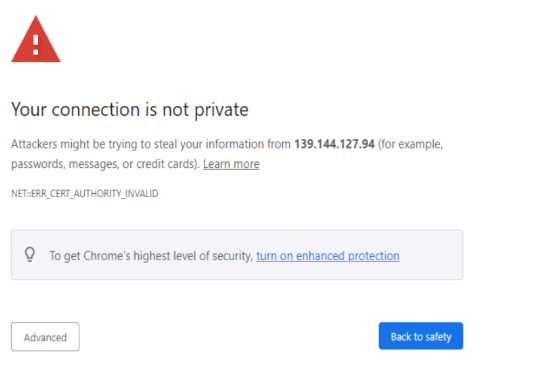 Your connection is not private
Attackers might be trying to steal your information from 139.144.127.94 (for example,
passwords, messages, or credit cards). Learn more
NET::ERR_CERT_AUTHORITY_INVALID
To get Chrome's highest level of security, turn on enhanced protection
Advanced
Back to safety